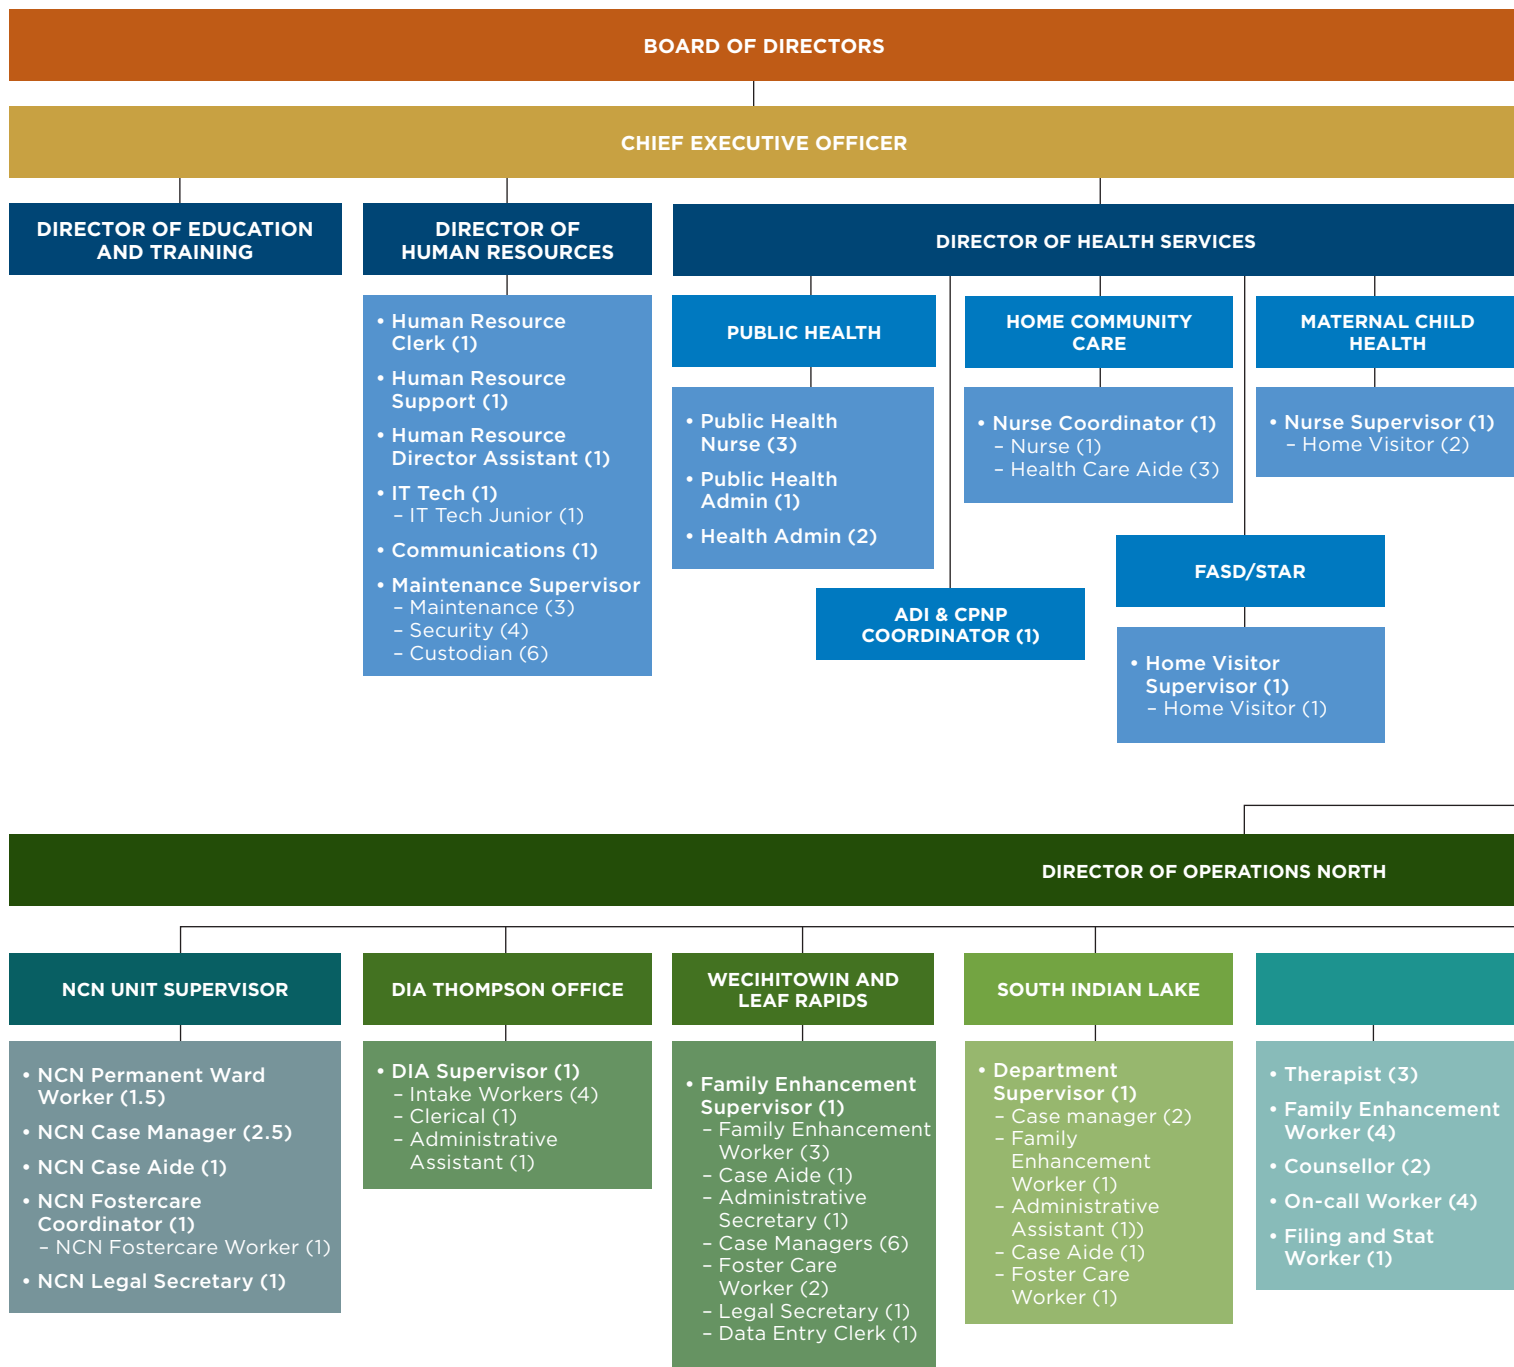 BOARD OF DIRECTORS
CHIEF EXECUTIVE OFFICER
DIRECTOR OF EDUCATION
AND TRAINING
DIRECTOR OF
HUMAN RESOURCES
• Human Resource
Clerk (1)
• Human Resource
Support (1)
• Human Resource
Director Assistant (1)
• IT Tech (1)
– IT Tech Junior (1)
• Communications (1)
• Maintenance Supervisor
– Maintenance (3)
– Security (4)
– Custodian (6)
DIRECTOR OF HEALTH SERVICES
PUBLIC HEALTH
• Public Health
Nurse (3)
• Public Health
Admin (1)
• Health Admin (2)
ADI & CPNP
COORDINATOR (1)
HOME COMMUNITY
CARE
• Nurse Coordinator (1)
– Nurse (1)
– Health Care Aide (3)
FASD/STAR
• Home Visitor
Supervisor (1)
– Home Visitor (1)
MATERNAL CHILD
HEALTH
• Nurse Supervisor (1)
– Home Visitor (2)
DIRECTOR OF OPERATIONS NORTH
NCN UNIT SUPERVISOR
• NCN Permanent Ward
Worker (1.5)
• NCN Case Manager (2.5)
• NCN Case Aide (1)
• NCN Fostercare
Coordinator (1)
– NCN Fostercare Worker (1)
• NCN Legal Secretary (1)
DIA THOMPSON OFFICE
• DIA Supervisor (1)
– Intake Workers (4)
– Clerical (1)
– Administrative
Assistant (1)
WECIHITOWIN AND
LEAF RAPIDS
• Family Enhancement
Supervisor (1)
– Family Enhancement
Worker (3)
– Case Aide (1)
– Administrative
Secretary (1)
– Case Managers (6)
– Foster Care
Worker (2)
– Legal Secretary (1)
– Data Entry Clerk (1)
SOUTH INDIAN LAKE
• Department
Supervisor (1)
– Case manager (2)
– Family
Enhancement
Worker (1)
– Administrative
Assistant (1))
– Case Aide (1)
– Foster Care
Worker (1)
• Therapist (3)
• Family Enhancement
Worker (4)
• Counsellor (2)
• On-call Worker (4)
• Filing and Stat
Worker (1)